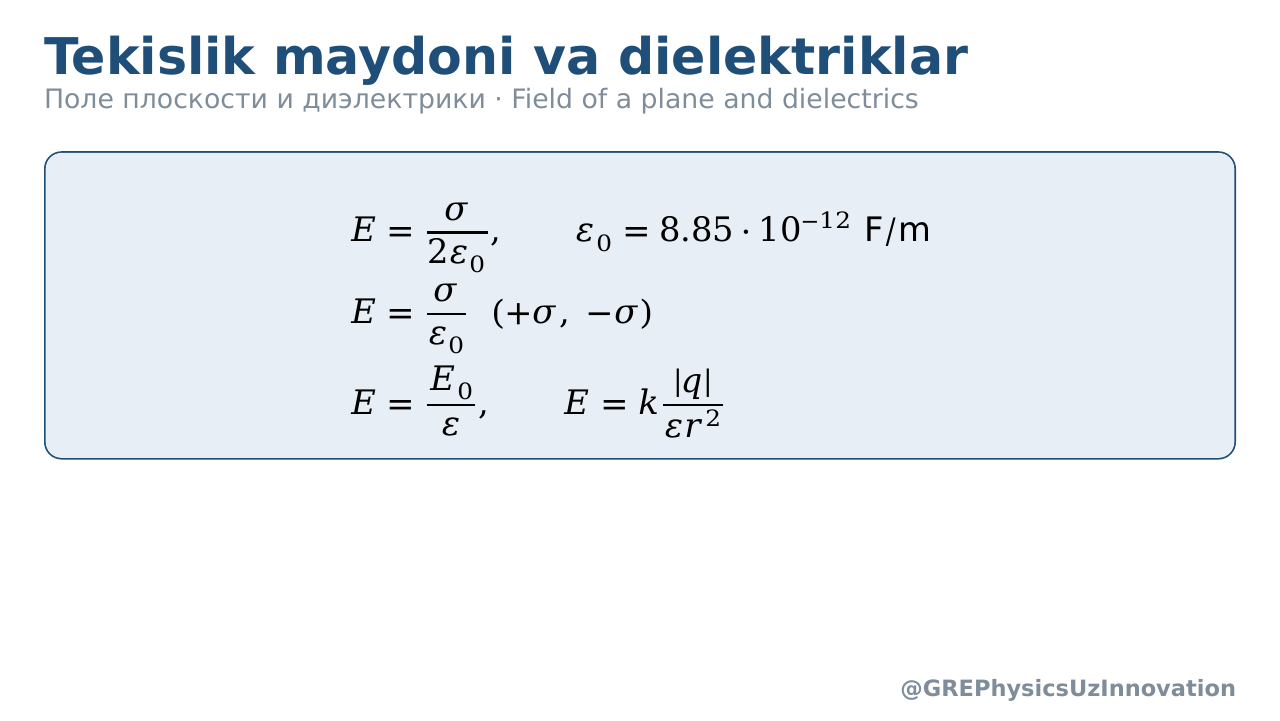 Tekislik maydoni va dielektriklar
Поле плоскости и диэлектрики · Field of a plane and dielectrics
E = σ/(2ε₀), ε₀ = 8.85 · 10⁻¹² F/m
E = σ/ε₀ (+σ, −σ)
E = E₀/ε, E = k|q|/(εr²)
@GREPhysicsUzInnovation